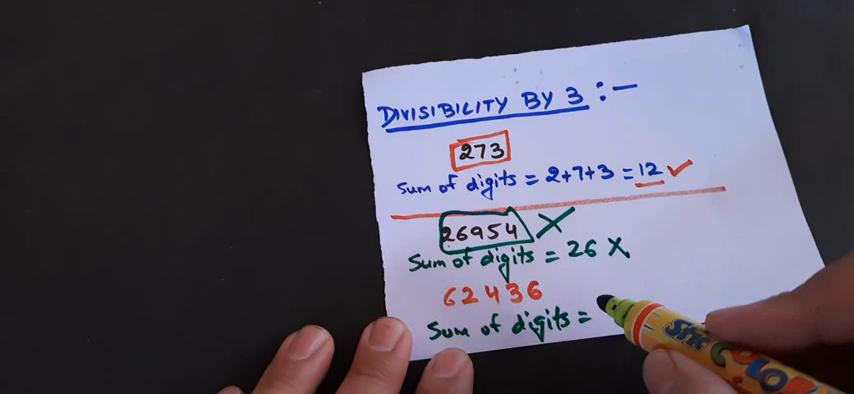 DIVISIBILITY BY 3 :-
273
Sum of digits = 2+7+3 = 12 ✓
26954 X
Sum of digits = 26 X
62436
Sum of digits =